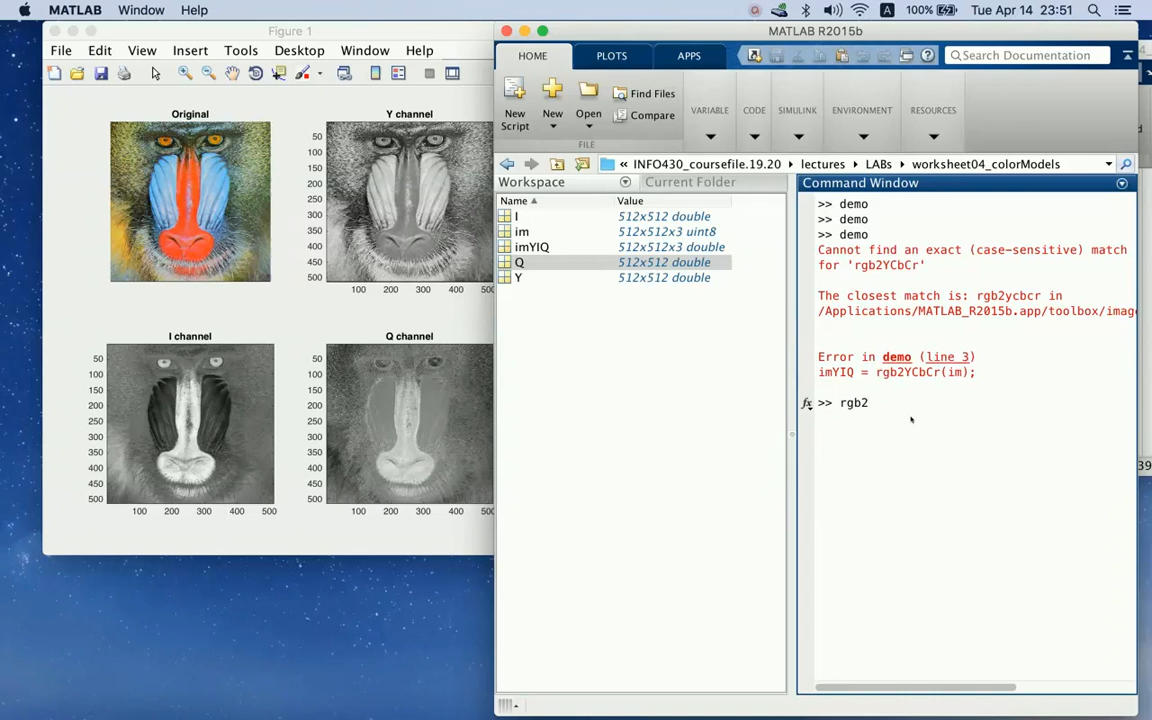 MATLAB Window Help
A 100% Tue Apr 14 23:51
Figure 1
File Edit View Insert Tools Desktop Window Help
Original
Y channel
50
100
150
200
250
300
350
400
450
500
100 200 300 400 500
I channel
Q channel
50
100
150
200
250
300
350
400
450
500
100 200 300 400 500
50
100
150
200
250
300
350
400
450
500
100 200 300 400 500
MATLAB R2015b
HOME PLOTS APPS
Search Documentation
New Script
New
Open
Find Files
Compare
FILE
VARIABLE
CODE
SIMULINK
ENVIRONMENT
RESOURCES
« INFO430_coursefile.19.20 lectures LABs worksheet04_colorModels
Workspace
Current Folder
Name Value
I 512x512 double
im 512x512x3 uint8
imYIQ 512x512x3 double
Q 512x512 double
Y 512x512 double
Command Window
>> demo
>> demo
>> demo
Cannot find an exact (case-sensitive) match
for 'rgb2YCbCr'
The closest match is: rgb2ycbcr in
/Applications/MATLAB_R2015b.app/toolbox/imag
Error in demo (line 3)
imYIQ = rgb2YCbCr(im);
fx >> rgb2